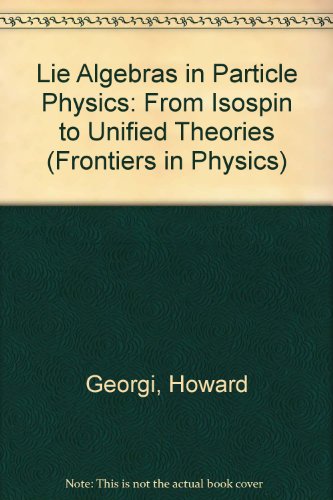 Lie Algebras in Particle
Physics: From Isospin
to Unified Theories
(Frontiers in Physics)
Georgi, Howard
Note: This is not the actual book cover